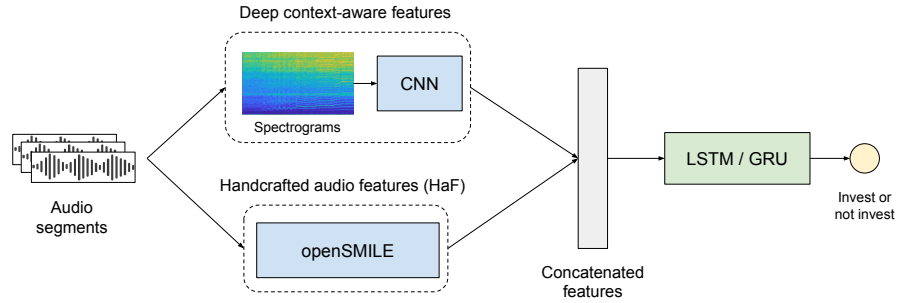 Deep context-aware features
CNN
Spectrograms
Audio
segments
Handcrafted audio features (HaF)
openSMILE
Concatenated
features
LSTM / GRU
Invest or
not invest